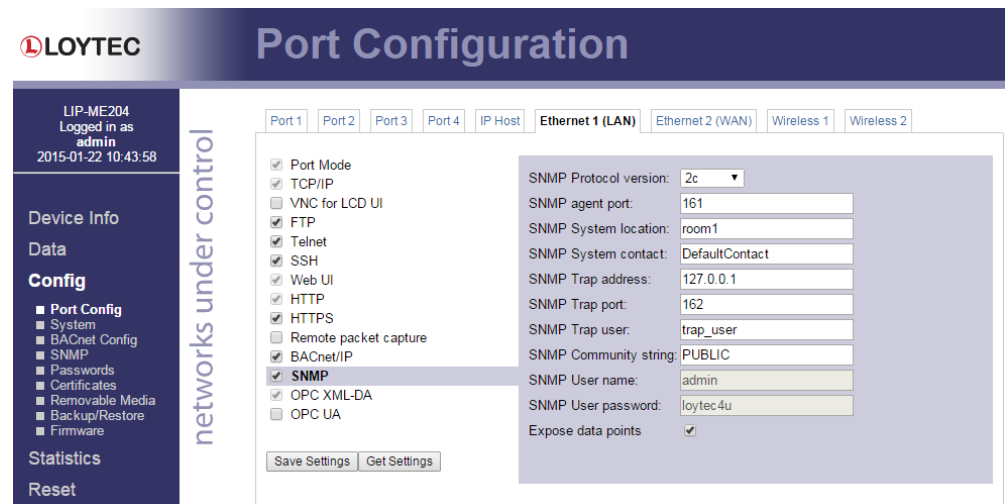 LOYTEC
Port Configuration
LIP-ME204
Logged in as
admin
2015-01-22 10:43:58
Device Info
Data
Config
Port Config
System
BACnet Config
SNMP
Passwords
Certificates
Removable Media
Backup/Restore
Firmware
Statistics
Reset
networks under control
Port 1 Port 2 Port 3 Port 4 IP Host Ethernet 1 (LAN) Ethernet 2 (WAN) Wireless 1 Wireless 2
Port Mode
TCP/IP
VNC for LCD UI
FTP
Telnet
SSH
Web UI
HTTP
HTTPS
Remote packet capture
BACnet/IP
SNMP
OPC XML-DA
OPC UA
Save Settings Get Settings
SNMP Protocol version: 2c
SNMP agent port: 161
SNMP System location: room1
SNMP System contact: DefaultContact
SNMP Trap address: 127.0.0.1
SNMP Trap port: 162
SNMP Trap user: trap_user
SNMP Community string: PUBLIC
SNMP User name: admin
SNMP User password: loytec4u
Expose data points